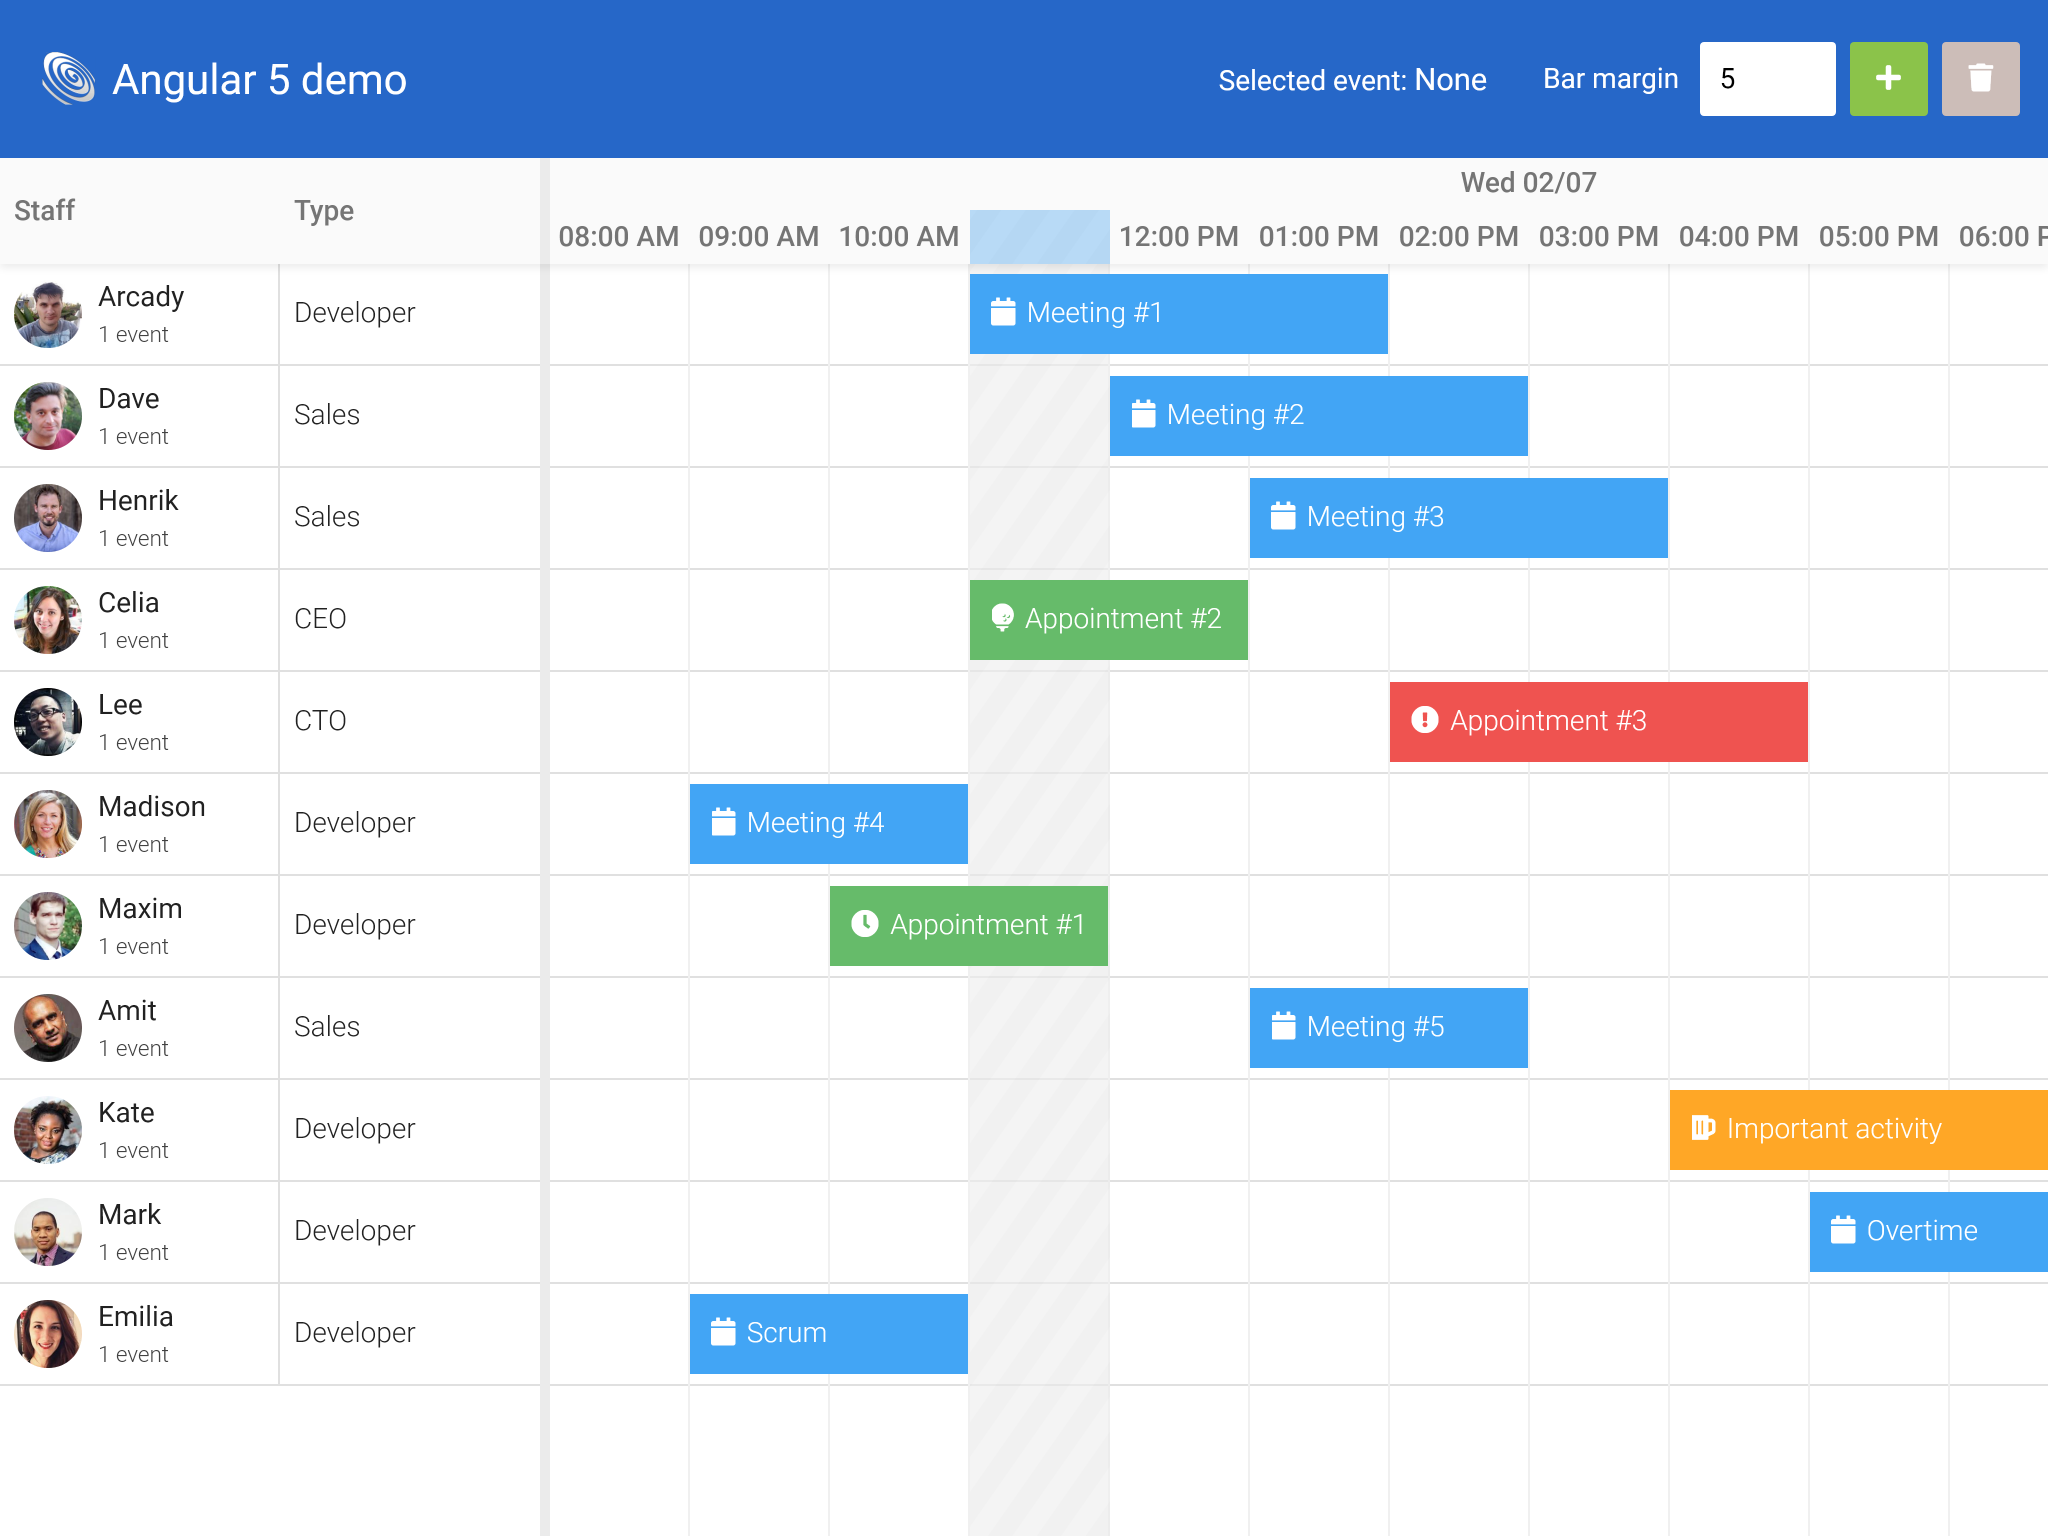 Angular 5 demo
Selected event: None
Bar margin
5
Staff
Type
Wed 02/07
08:00 AM 09:00 AM 10:00 AM 12:00 PM 01:00 PM 02:00 PM 03:00 PM 04:00 PM 05:00 PM 06:00 P
Arcady
1 event
Developer
Meeting #1
Dave
1 event
Sales
Meeting #2
Henrik
1 event
Sales
Meeting #3
Celia
1 event
CEO
Appointment #2
Lee
1 event
CTO
Appointment #3
Madison
1 event
Developer
Meeting #4
Maxim
1 event
Developer
Appointment #1
Amit
1 event
Sales
Meeting #5
Kate
1 event
Developer
Important activity
Mark
1 event
Developer
Overtime
Emilia
1 event
Developer
Scrum